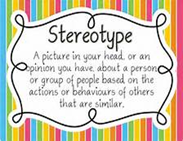 Stereotype
A picture in your head, or an
opinion you have, about a person
or group of people based on the
actions or behaviours of others
that are similar.